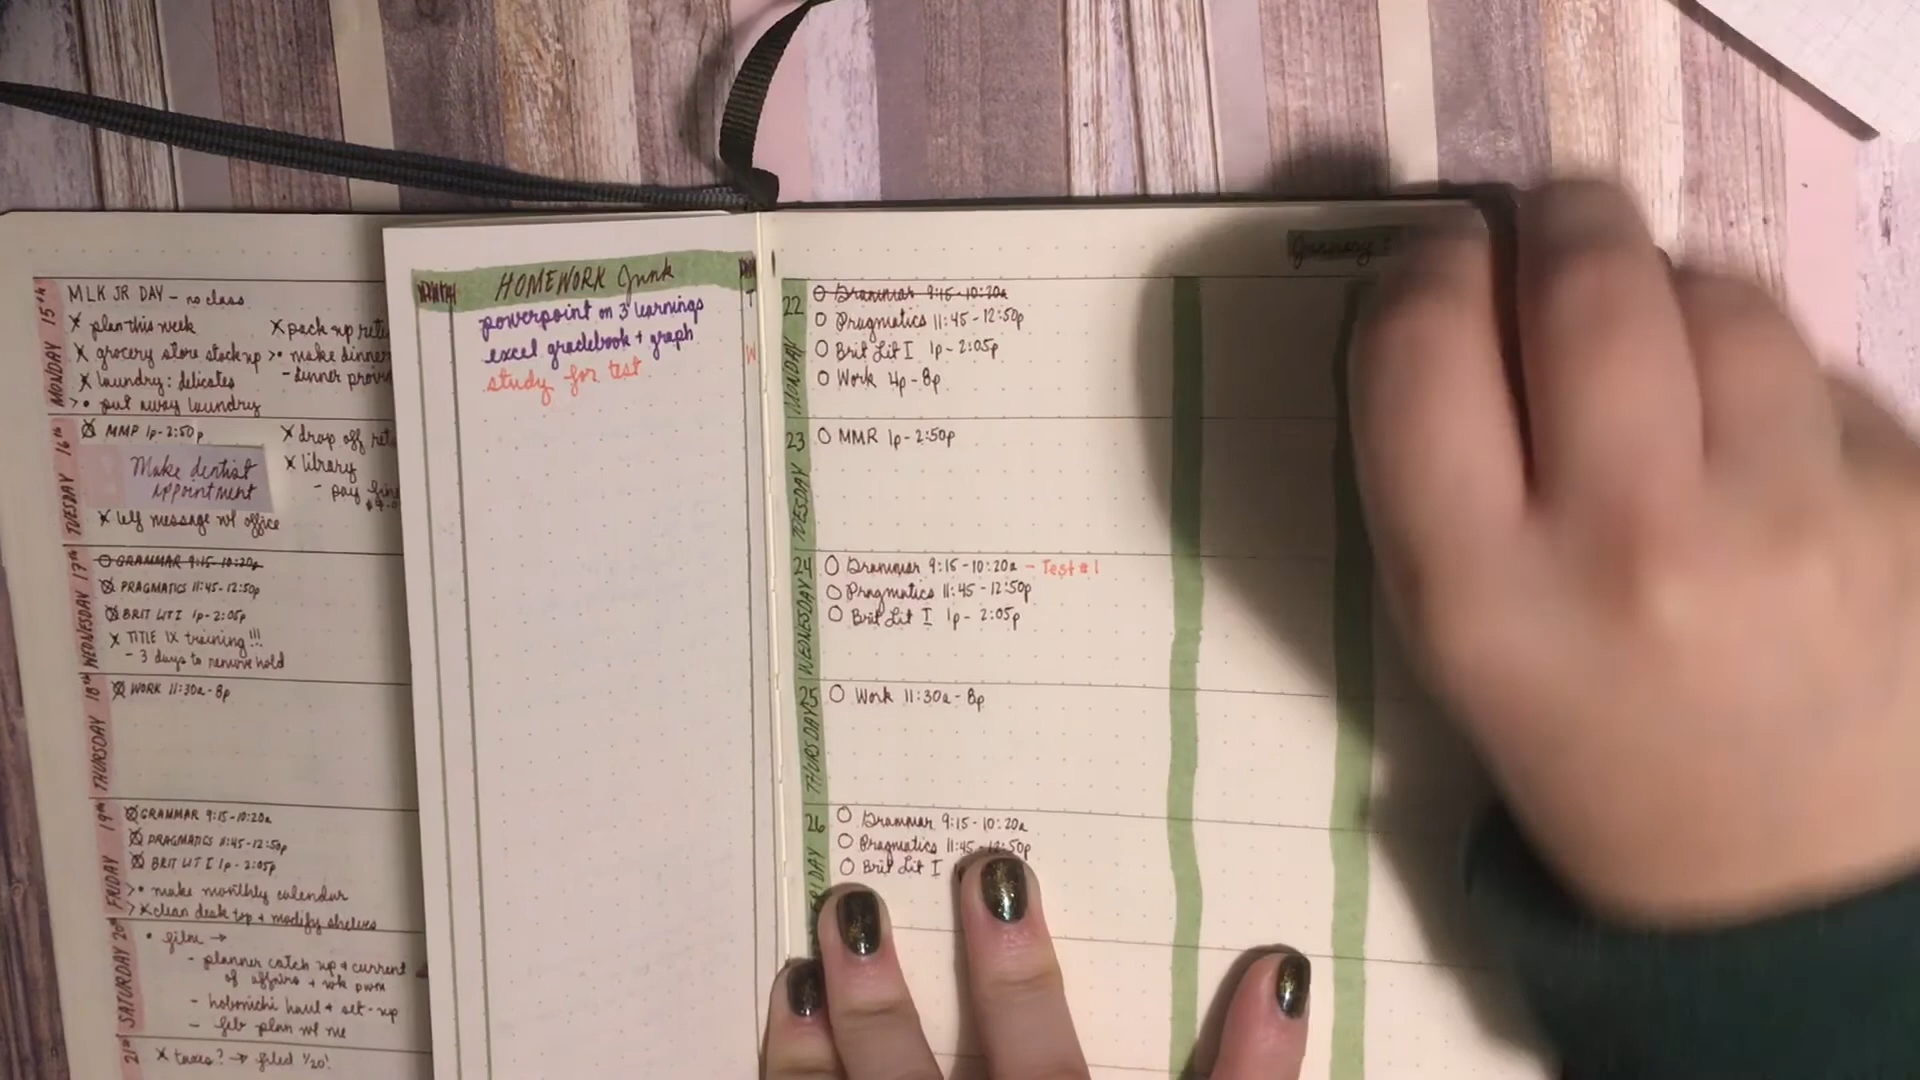 MONDAY 15th
MLK JR DAY - no class
X plan this week
X grocery store stock up
X laundry: delicates
>• put away laundry
X pack up
>• make dinner
- dinner
TUESDAY 16th
MMP 1p-2:50p
Make dentist
appointment
X drop off
X library
- pay
X message w/ office
WEDNESDAY 17th
GRAMMAR 9:15-10:20a
PRAGMATICS 11:45-12:50p
BRIT LIT I 1p-2:05p
X TITLE IX training!!!
- 3 days to remove hold
THURSDAY 18th
WORK 11:30a-8p
FRIDAY 19th
GRAMMAR 9:15-10:20a
PRAGMATICS 11:45-12:50p
BRIT LIT I 1p-2:05p
>• make monthly calendar
>X clean desk top + modify shelves
SATURDAY 20th
• film →
- planner catch up + current
of affairs + wk pwm
- hobonichi haul + set-up
- feb plan w/ me
21st
X taxes? → filed 1/20!
HOMEWORK Junk
powerpoint on 3 learnings
T
excel gradebook + graph
study for test
W
January
MONDAY 22
Grammar 9:15-10:20a
Pragmatics 11:45-12:50p
Brit Lit I 1p-2:05p
Work 4p-8p
TUESDAY 23
MMR 1p-2:50p
WEDNESDAY 24
Grammar 9:15-10:20a - Test #1
Pragmatics 11:45-12:50p
Brit Lit I 1p-2:05p
THURSDAY 25
Work 11:30a-8p
FRIDAY 26
Grammar 9:15-10:20a
Pragmatics 11:45-12:50p
Brit Lit I